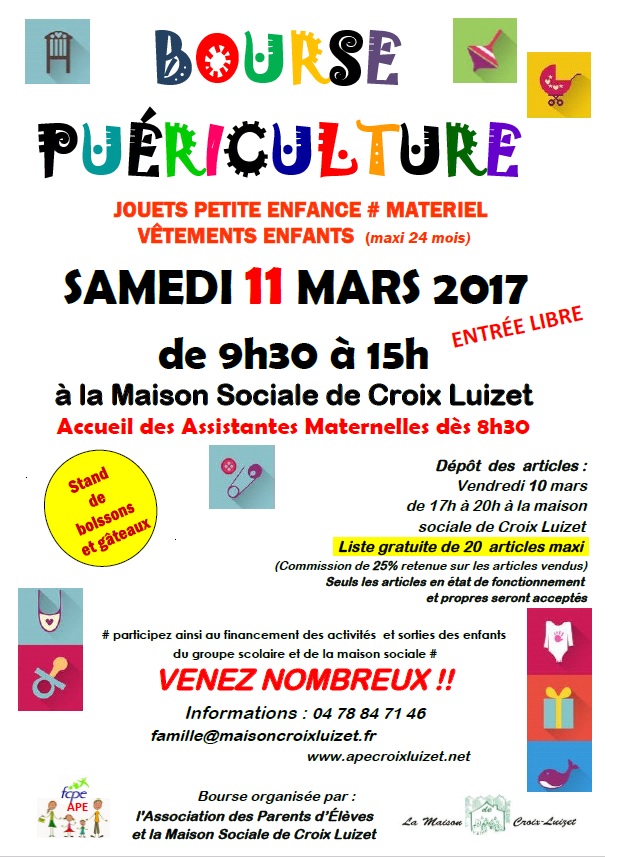 BOURSE
PUÉRICULTURE
JOUETS PETITE ENFANCE # MATERIEL
VÊTEMENTS ENFANTS (maxi 24 mois)
SAMEDI 11 MARS 2017
ENTRÉE LIBRE
de 9h30 à 15h
à la Maison Sociale de Croix Luizet
Accueil des Assistantes Maternelles dès 8h30
Stand
de
boissons
et gâteaux
Dépôt des articles :
Vendredi 10 mars
de 17h à 20h à la maison
sociale de Croix Luizet
Liste gratuite de 20 articles maxi
(Commission de 25% retenue sur les articles vendus)
Seuls les articles en état de fonctionnement
et propres seront acceptés
# participez ainsi au financement des activités et sorties des enfants
du groupe scolaire et de la maison sociale #
VENEZ NOMBREUX !!
Informations : 04 78 84 71 46
famille@maisoncroixluizet.fr
www.apecroixluizet.net
fcpe
APE
Bourse organisée par :
l'Association des Parents d'Élèves
et la Maison Sociale de Croix Luizet
La Maison de Croix-Luizet